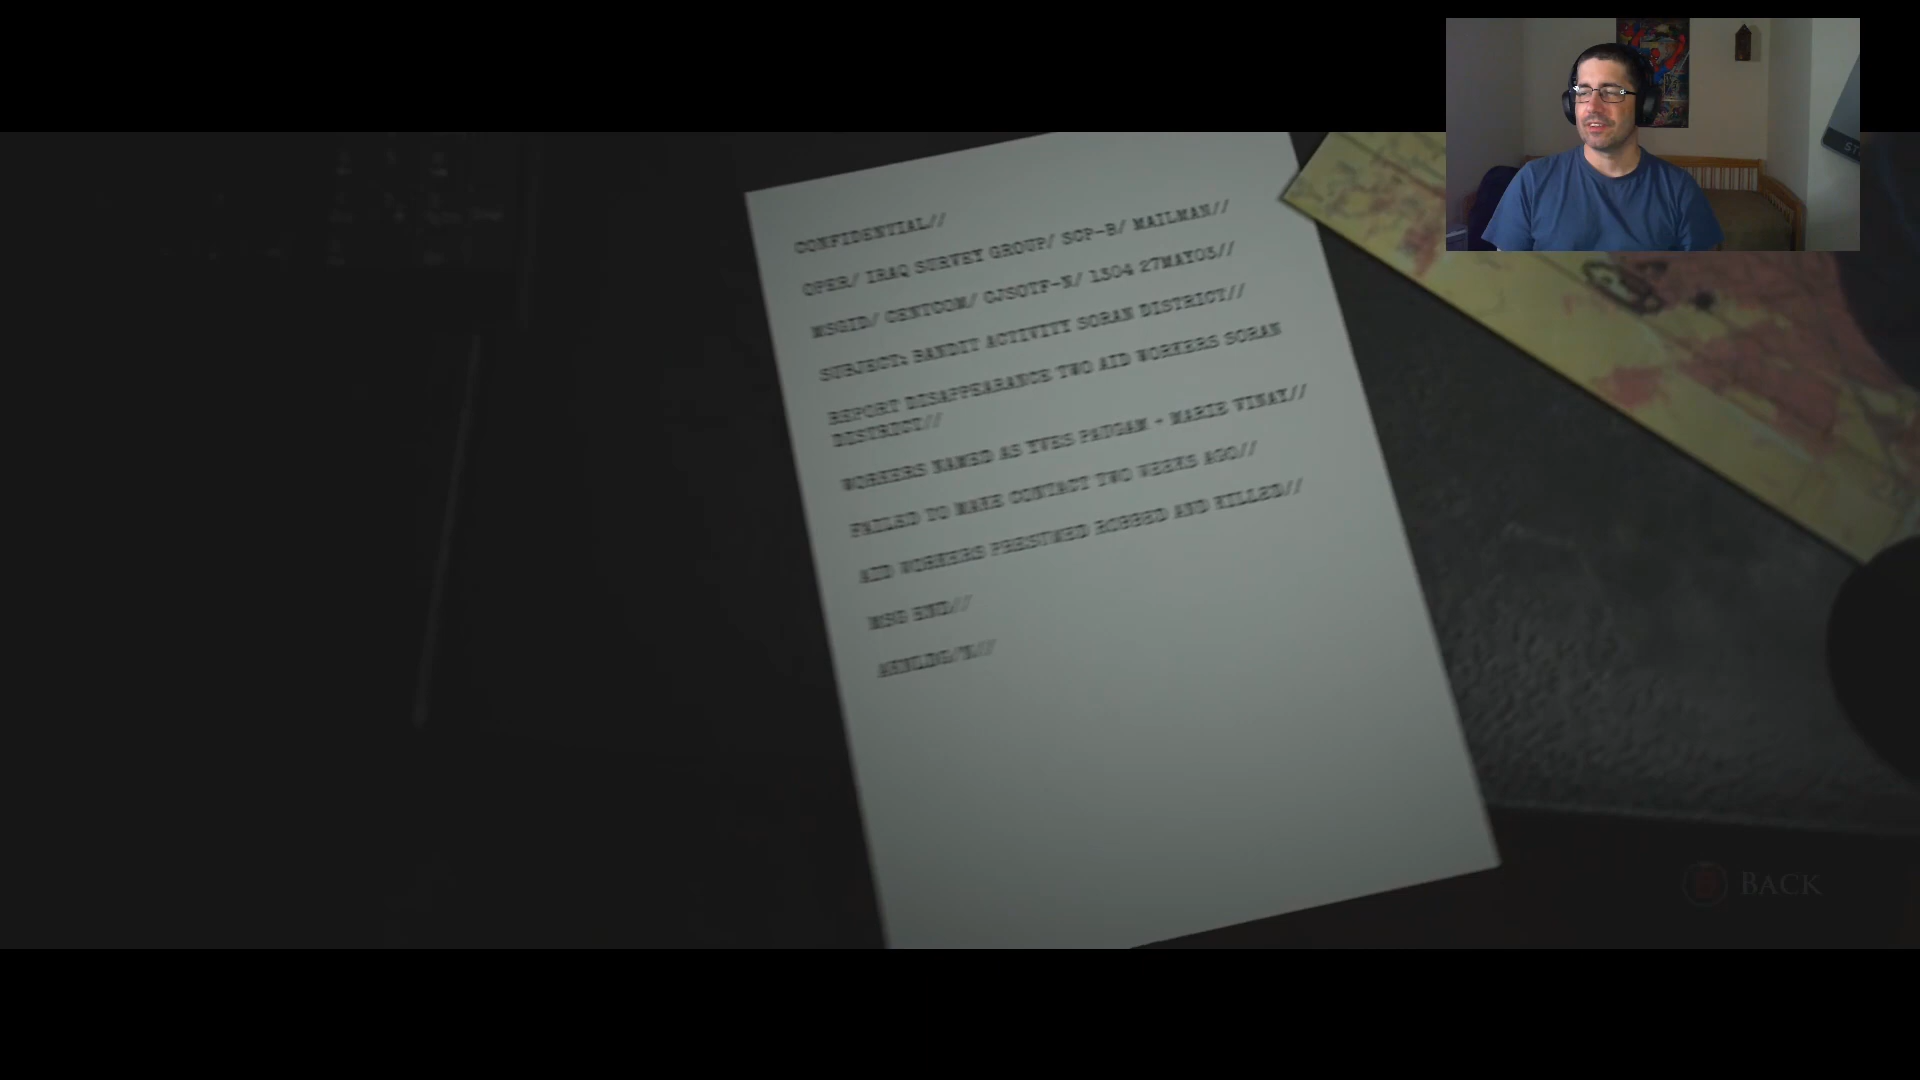 CONFIDENTIAL//
OPER/ IRAQ SURVEY GROUP/ SCP-B/ MAILMAN//
MSGID/ CENTCOM/ CJSOTF-N/ 1304 27MAY03//
SUBJECT: BANDIT ACTIVITY SORAN DISTRICT//
REPORT DISAPPEARANCE TWO AID WORKERS SORAN
DISTRICT//
WORKERS NAMED AS YVES PAUGAM + MARIE VINAY//
FAILED TO MAKE CONTACT TWO WEEKS AGO//
AID WORKERS PRESUMED ROBBED AND KILLED//
MSG END//
AKNLDG/Y//
BACK